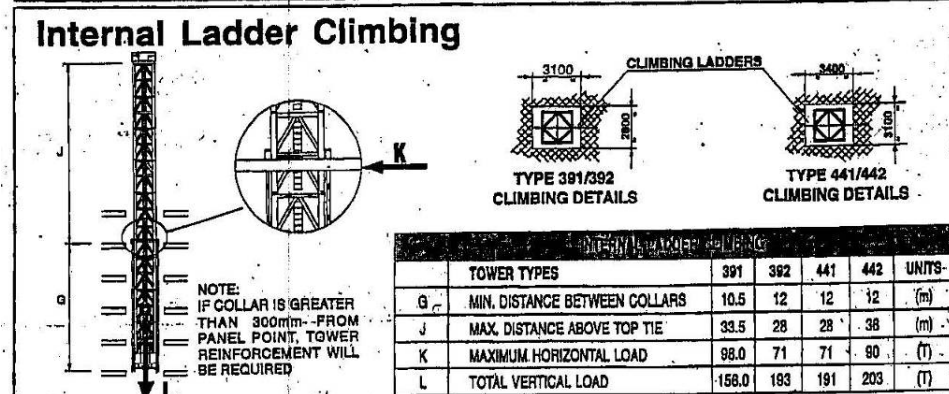 Internal Ladder Climbing
J
G
K
L
NOTE:
IF COLLAR IS GREATER
THAN 300mm FROM
PANEL POINT, TOWER
REINFORCEMENT WILL
BE REQUIRED
CLIMBING LADDERS
3100
2800
TYPE 391/392
CLIMBING DETAILS
3400
3100
TYPE 441/442
CLIMBING DETAILS
INTERNAL LADDER CLIMBING
TOWER TYPES 391 392 441 442 UNITS
G MIN. DISTANCE BETWEEN COLLARS 10.5 12 12 12 (m)
J MAX. DISTANCE ABOVE TOP TIE 33.5 28 28 38 (m)
K MAXIMUM HORIZONTAL LOAD 98.0 71 71 90 (T)
L TOTAL VERTICAL LOAD 156.0 193 191 203 (T)